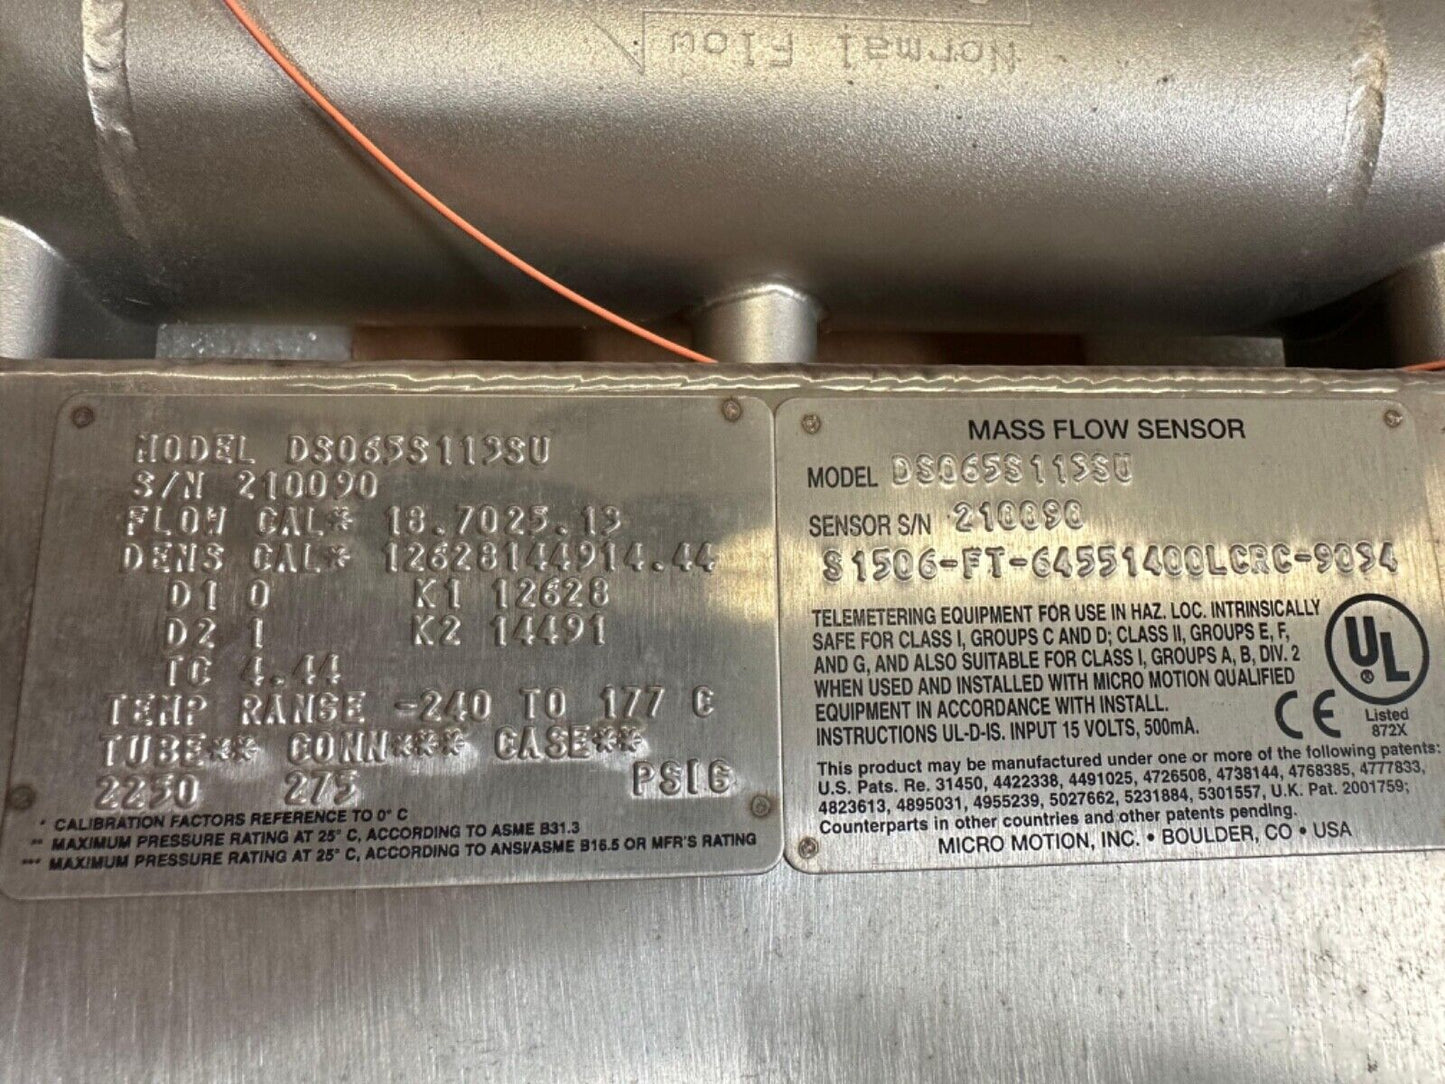 Normal Flow
MODEL DS065S113SU
S/N 210090
FLOW CAL* 18.7025.13
DENS CAL* 12628144914.44
D1 0 K1 12628
D2 1 K2 14491
TC 4.44
TEMP RANGE -240 TO 177 C
TUBE** CONN*** CASE**
2250 275 PSIG
* CALIBRATION FACTORS REFERENCE TO 0° C
** MAXIMUM PRESSURE RATING AT 25° C, ACCORDING TO ASME B31.3
*** MAXIMUM PRESSURE RATING AT 25° C, ACCORDING TO ANSI/ASME B16.5 OR MFR'S RATING
MASS FLOW SENSOR
MODEL DS065S113SU
SENSOR S/N 210090
S1506-FT-64551400LCRC-90S4
TELEMETERING EQUIPMENT FOR USE IN HAZ. LOC. INTRINSICALLY
SAFE FOR CLASS I, GROUPS C AND D; CLASS II, GROUPS E, F,
AND G, AND ALSO SUITABLE FOR CLASS I, GROUPS A, B, DIV. 2
WHEN USED AND INSTALLED WITH MICRO MOTION QUALIFIED
EQUIPMENT IN ACCORDANCE WITH INSTALL.
INSTRUCTIONS UL-D-IS. INPUT 15 VOLTS, 500mA.
UL ®
CE
Listed
872X
This product may be manufactured under one or more of the following patents:
U.S. Pats. Re. 31450, 4422338, 4491025, 4726508, 4738144, 4768385, 4777833,
4823613, 4895031, 4955239, 5027662, 5231884, 5301557, U.K. Pat. 2001759;
Counterparts in other countries and other patents pending.
MICRO MOTION, INC. • BOULDER, CO • USA